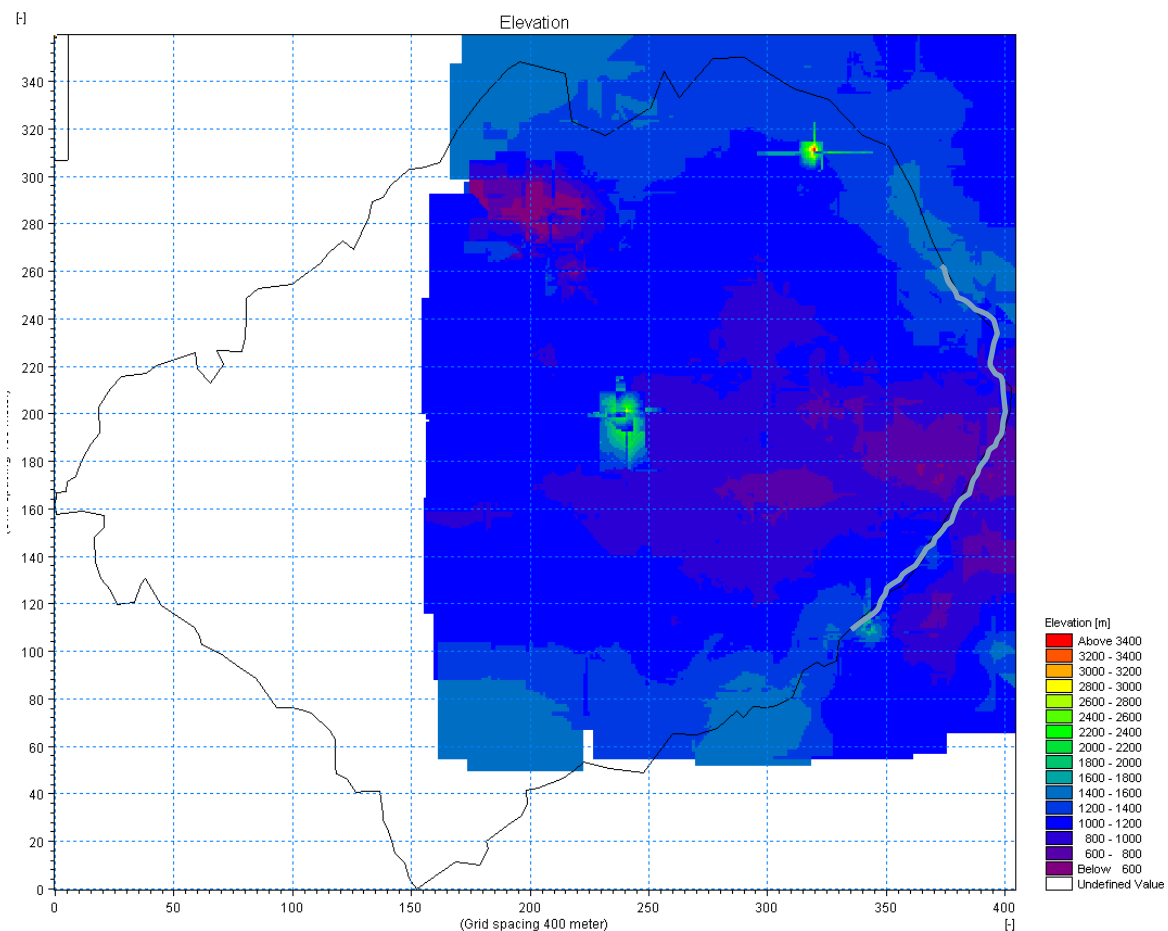 [-]
Elevation
340
320
300
280
260
240
220
200
180
160
140
120
100
80
60
40
20
0
0 50 100 150 200 250 300 350 400
(Grid spacing 400 meter) [-]
Elevation [m]
Above 3400
3200 - 3400
3000 - 3200
2800 - 3000
2600 - 2800
2400 - 2600
2200 - 2400
2000 - 2200
1800 - 2000
1600 - 1800
1400 - 1600
1200 - 1400
1000 - 1200
800 - 1000
600 - 800
Below 600
Undefined Value